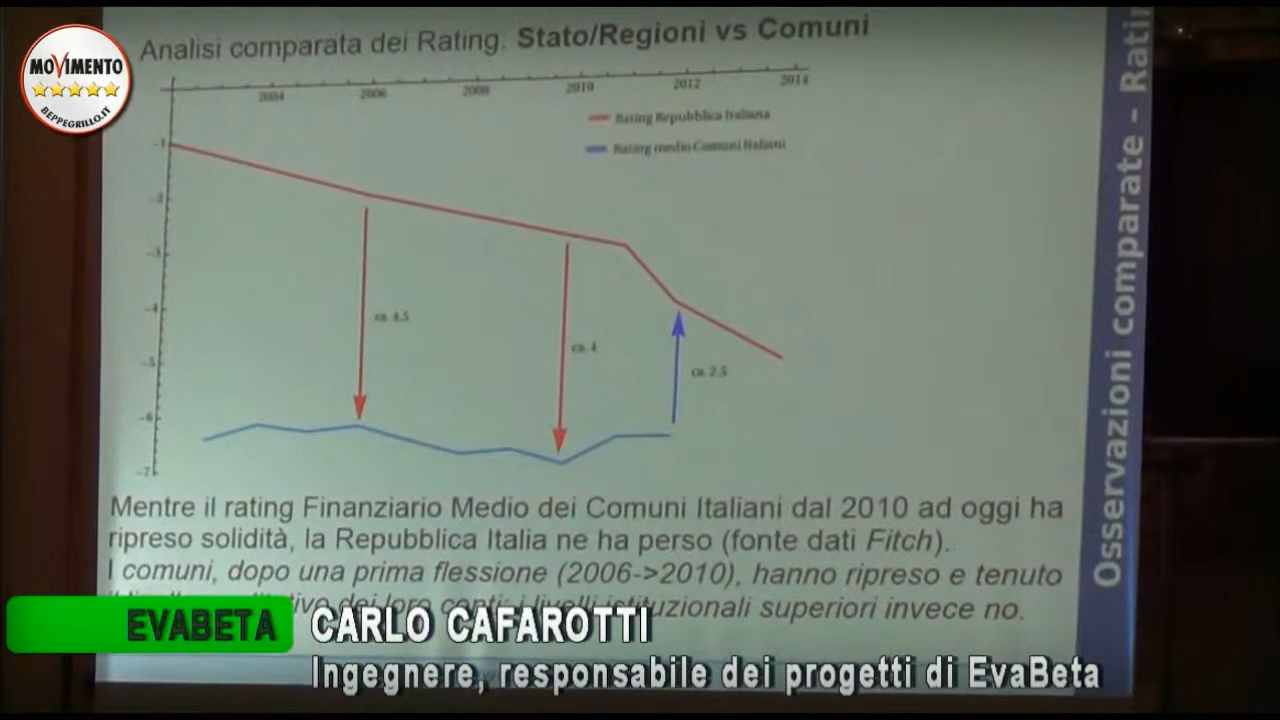 MOVIMENTO
BEPPEGRILLO.IT
Analisi comparata dei Rating: Stato/Regioni vs Comuni
2004 2006 2008 2010 2012 2014
Rating Repubblica Italiana
Rating medio Comuni Italiani
-1
-2
-3
-4
-5
-6
-7
ca. 4.5
ca. 4
ca. 2.5
Mentre il rating Finanziario Medio dei Comuni Italiani dal 2010 ad oggi ha
ripreso solidità, la Repubblica Italia ne ha perso (fonte dati Fitch).
I comuni, dopo una prima flessione (2006->2010), hanno ripreso e tenuto
dei loro conti; i livelli istituzionali superiori invece no.
Osservazioni comparate -
EVABETA
CARLO CAFAROTTI
Ingegnere, responsabile dei progetti di EvaBeta